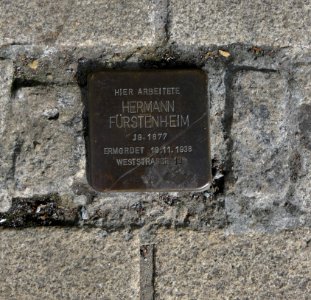 HIER ARBEITETE
HERMANN
FÜRSTENHEIM
JG. 1877
ERMORDET 19.11.1938
WESTSTRASSE